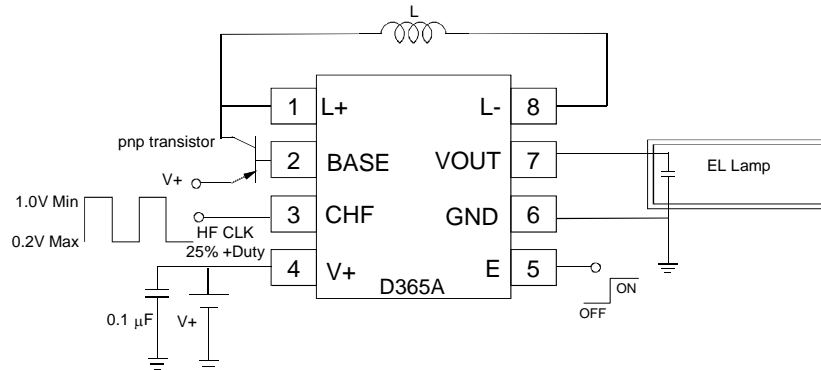 L
1
L+
L-
8
pnp transistor
2
BASE
VOUT
7
EL Lamp
V+
1.0V Min
3
CHF
GND
6
HF CLK
0.2V Max
25% +Duty
4
V+
E
5
D365A
ON
OFF
0.1 μF
V+